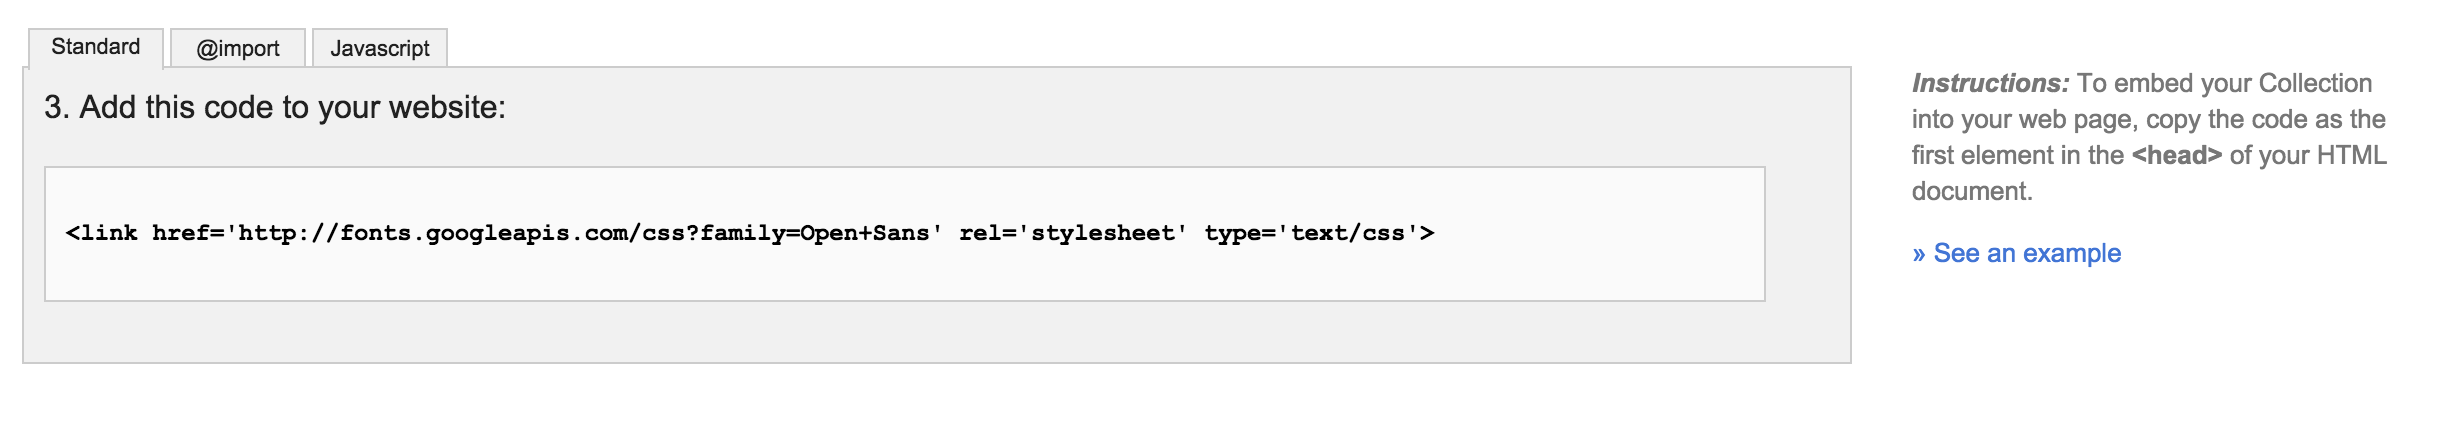 Standard
@import
Javascript
3. Add this code to your website:
<link href='http://fonts.googleapis.com/css?family=Open+Sans' rel='stylesheet' type='text/css'>
Instructions: To embed your Collection
into your web page, copy the code as the
first element in the <head> of your HTML
document.
» See an example